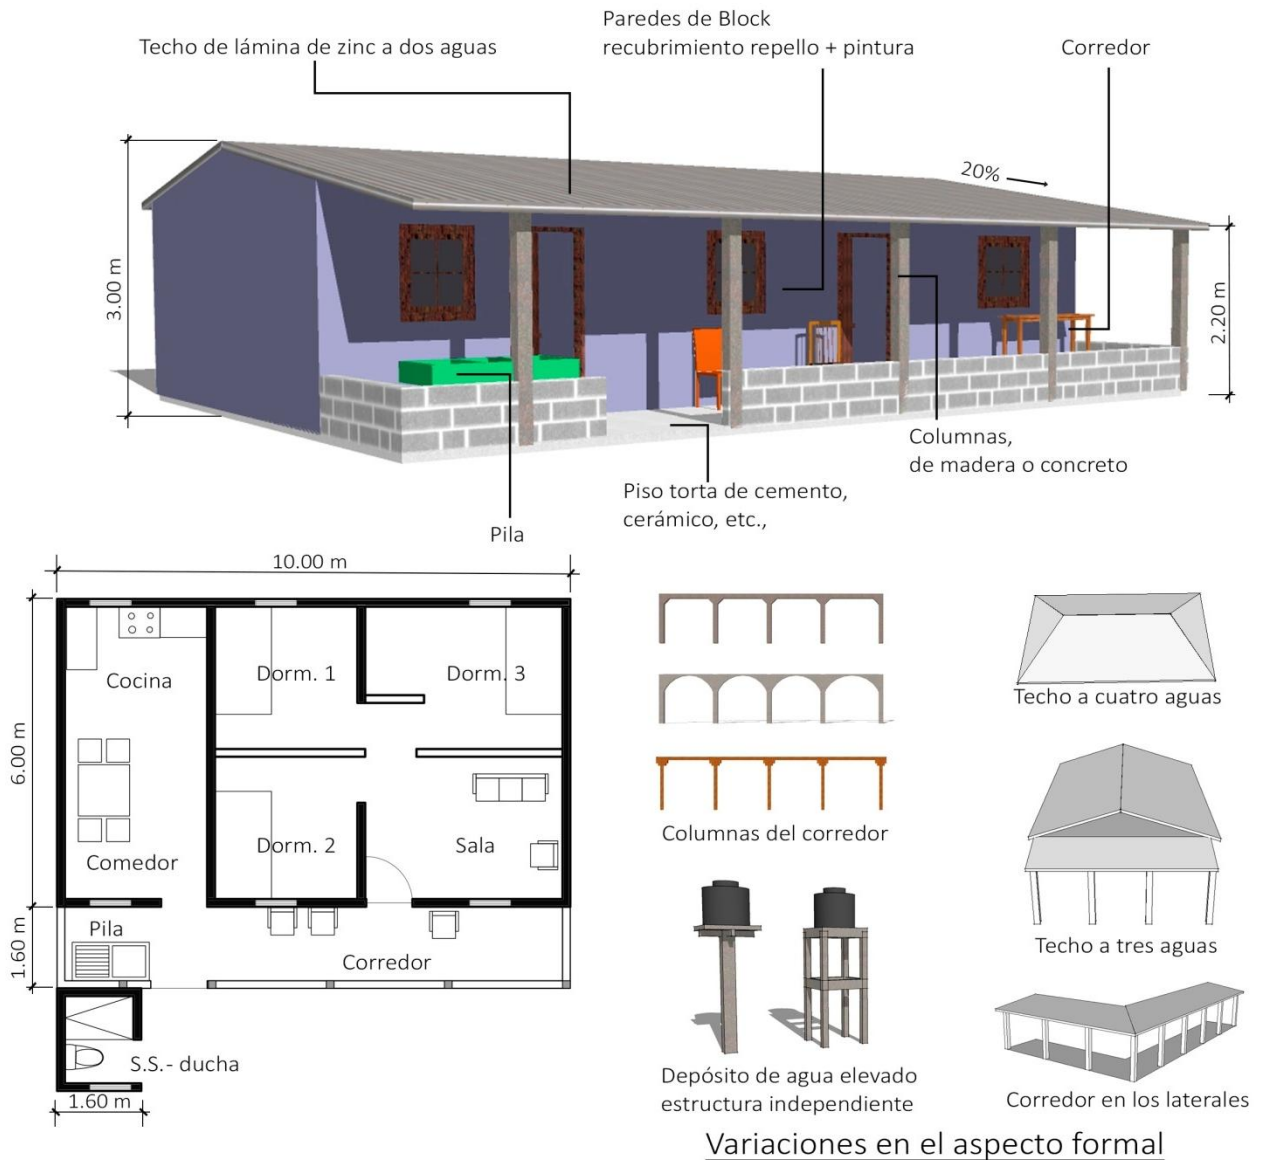 Paredes de Block
recubrimiento repello + pintura
Techo de lámina de zinc a dos aguas
Corredor
20%
3.00 m
2.20 m
Columnas,
de madera o concreto
Piso torta de cemento,
cerámico, etc.,
Pila
10.00 m
6.00 m
1.60 m
Cocina
Dorm. 1
Dorm. 3
Comedor
Dorm. 2
Sala
Pila
Corredor
S.S.- ducha
1.60 m
Columnas del corredor
Depósito de agua elevado
estructura independiente
Techo a cuatro aguas
Techo a tres aguas
Corredor en los laterales
Variaciones en el aspecto formal